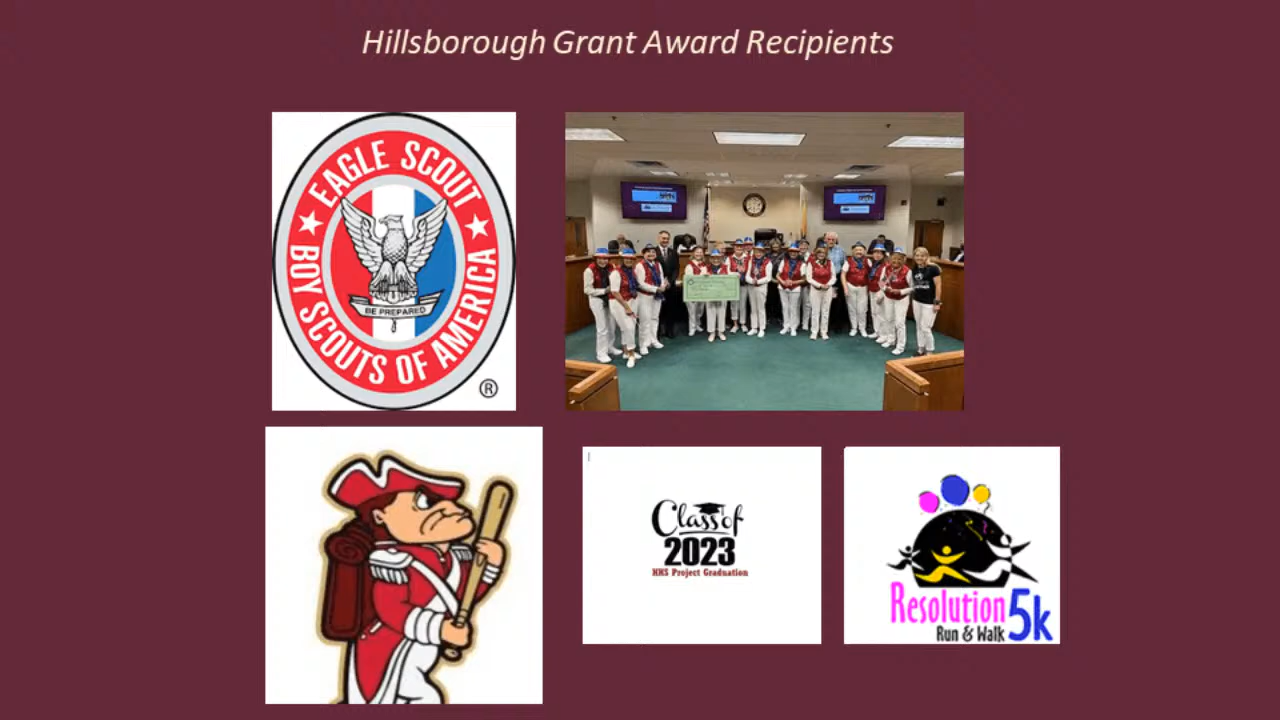 Hillsborough Grant Award Recipients
EAGLE SCOUT
BE PREPARED
BOY SCOUTS OF AMERICA
®
Class of
2023
HHS Project Graduation
Resolution
5k
Run & Walk